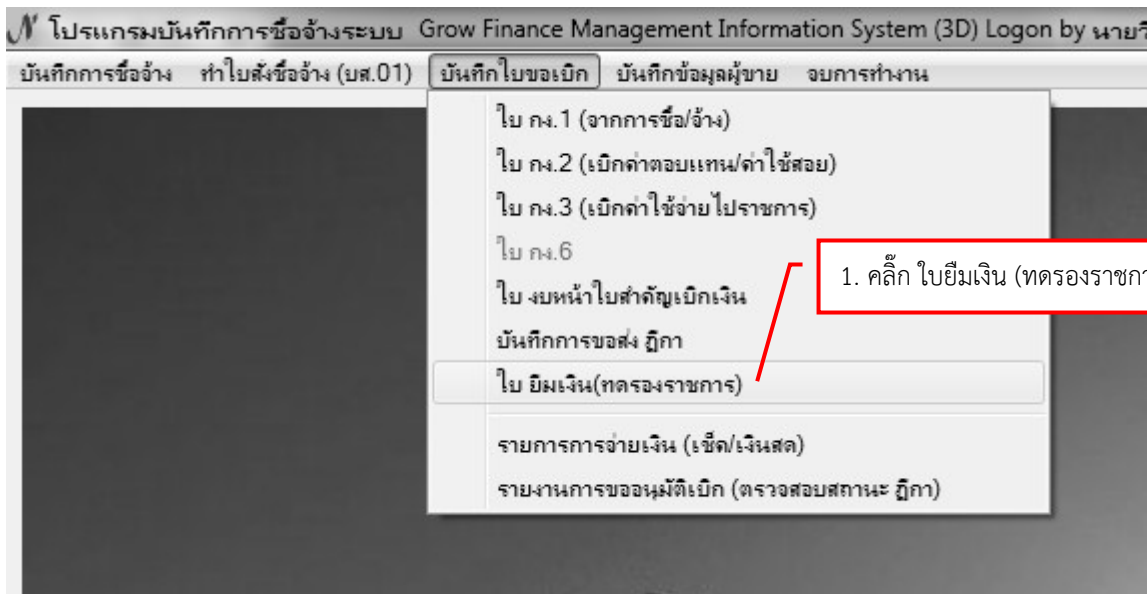 โปรแกรมบันทึกการซื้อจ้างระบบ Grow Finance Management Information System (3D) Logon by นาย
บันทึกการซื้อจ้าง ทำใบสั่งซื้อจ้าง (บส.01) บันทึกใบขอเบิก บันทึกข้อมูลผู้ขาย จบการทำงาน
ใบ กง.1 (จากการซื้อ/จ้าง)
ใบ กง.2 (เบิกค่าตอบแทน/ค่าใช้สอย)
ใบ กง.3 (เบิกค่าใช้จ่ายไปราชการ)
ใบ กง.6
1. คลิ๊ก ใบยืมเงิน (ทดรองราชกา
ใบ งบหน้าใบสำคัญเบิกเงิน
บันทึกการขอส่ง ฎีกา
ใบ ยืมเงิน(ทดรองราชการ)
รายการการจ่ายเงิน (เช็ค/เงินสด)
รายงานการขออนุมัติเบิก (ตรวจสอบสถานะ ฎีกา)